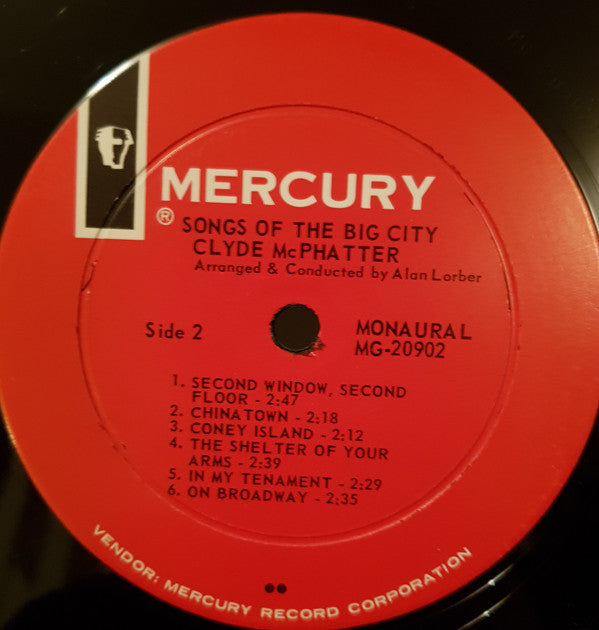 MERCURY
®
SONGS OF THE BIG CITY
CLYDE McPHATTER
Arranged & Conducted by Alan Lorber
Side 2
MONAURAL
MG-20902
1. SECOND WINDOW, SECOND
FLOOR - 2:47
2. CHINATOWN - 2:18
3. CONEY ISLAND - 2:12
4. THE SHELTER OF YOUR
ARMS - 2:39
5. IN MY TENAMENT - 2:29
6. ON BROADWAY - 2:35
VENDOR: MERCURY RECORD CORPORATION